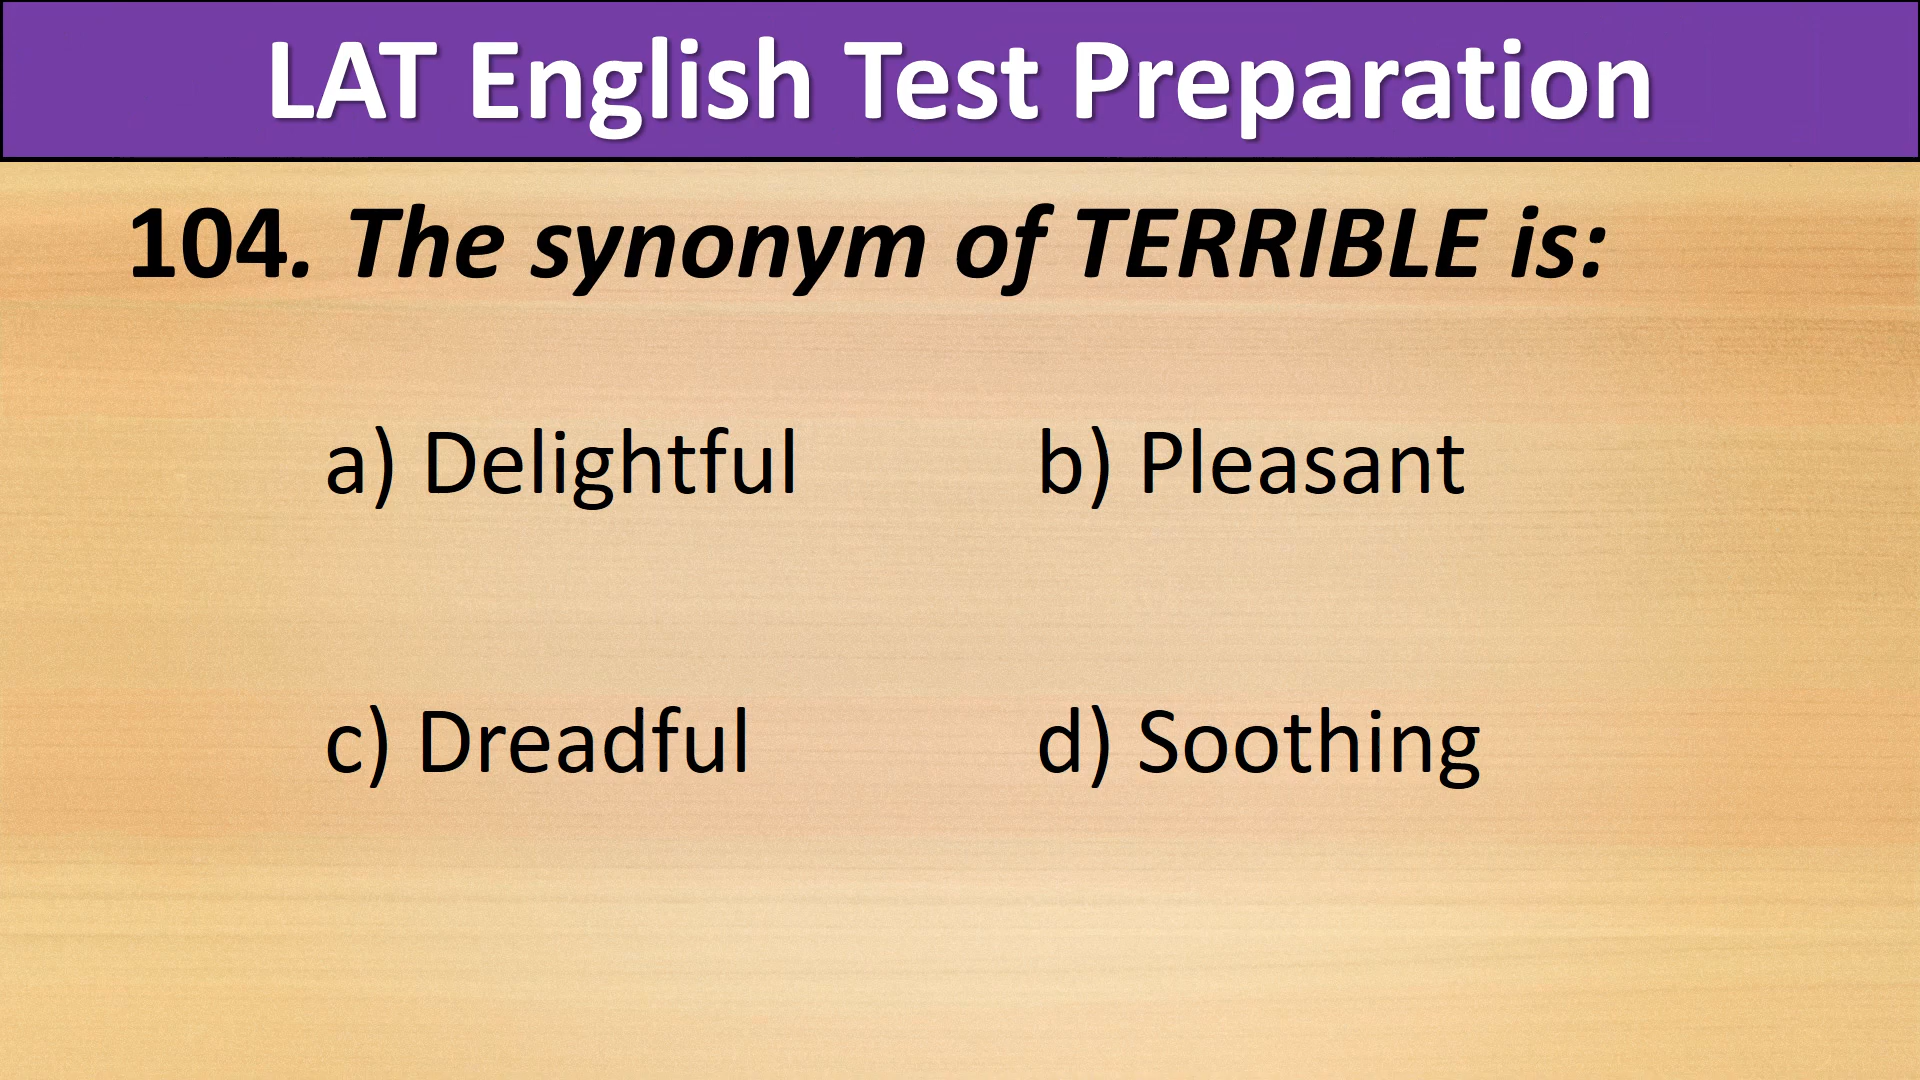 LAT English Test Preparation
104. The synonym of TERRIBLE is:
a) Delightful b) Pleasant
c) Dreadful d) Soothing